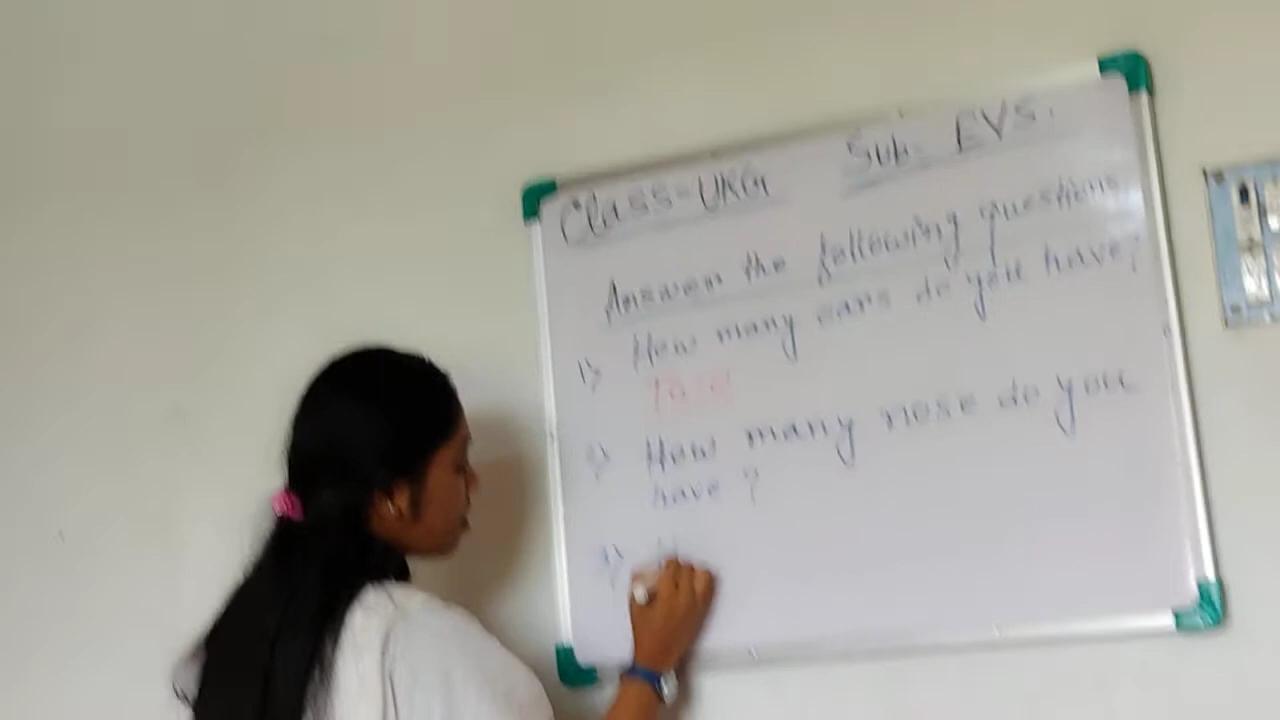 Class-UKG Sub- EVS.
Answer the following questions
1) How many ears do you have?
Two
2) How many nose do you
have ?